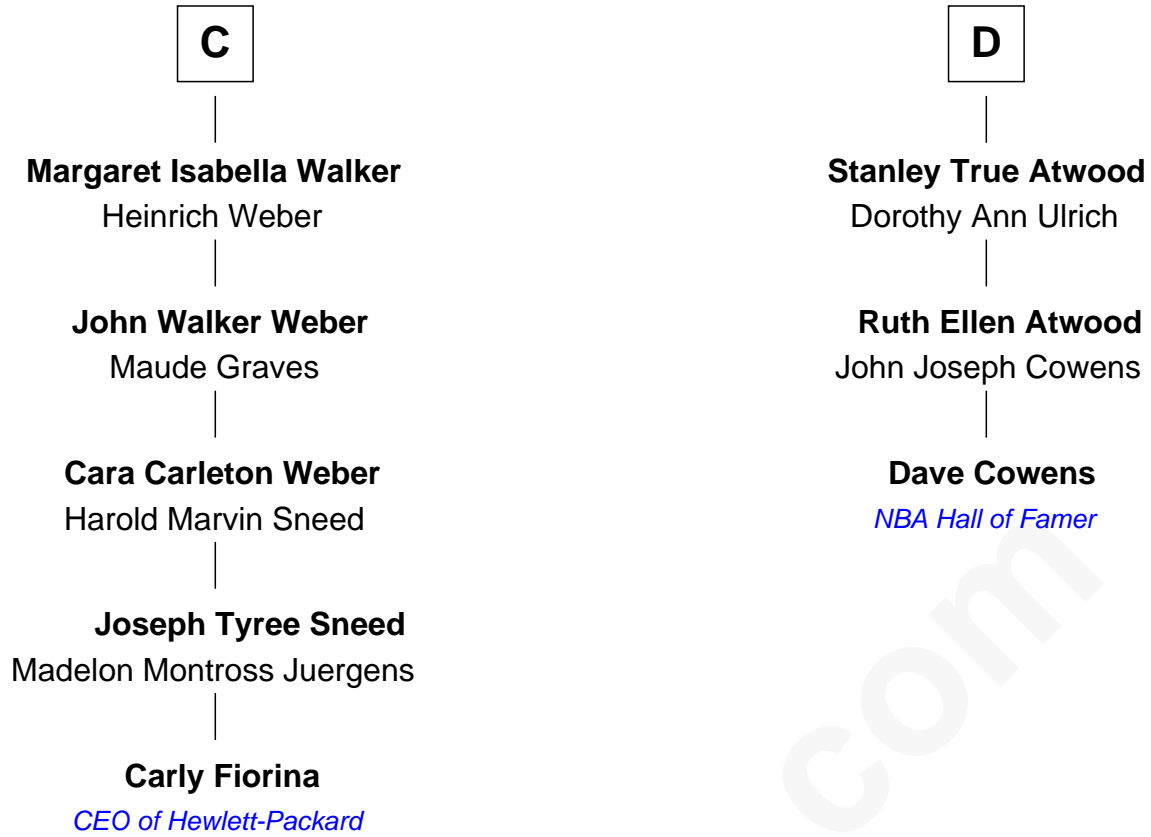 C
Margaret Isabella Walker
Heinrich Weber
John Walker Weber
Maude Graves
Cara Carleton Weber
Harold Marvin Sneed
Joseph Tyree Sneed
Madelon Montross Juergens
Carly Fiorina
CEO of Hewlett-Packard
D
Stanley True Atwood
Dorothy Ann Ulrich
Ruth Ellen Atwood
John Joseph Cowens
Dave Cowens
NBA Hall of Famer
com